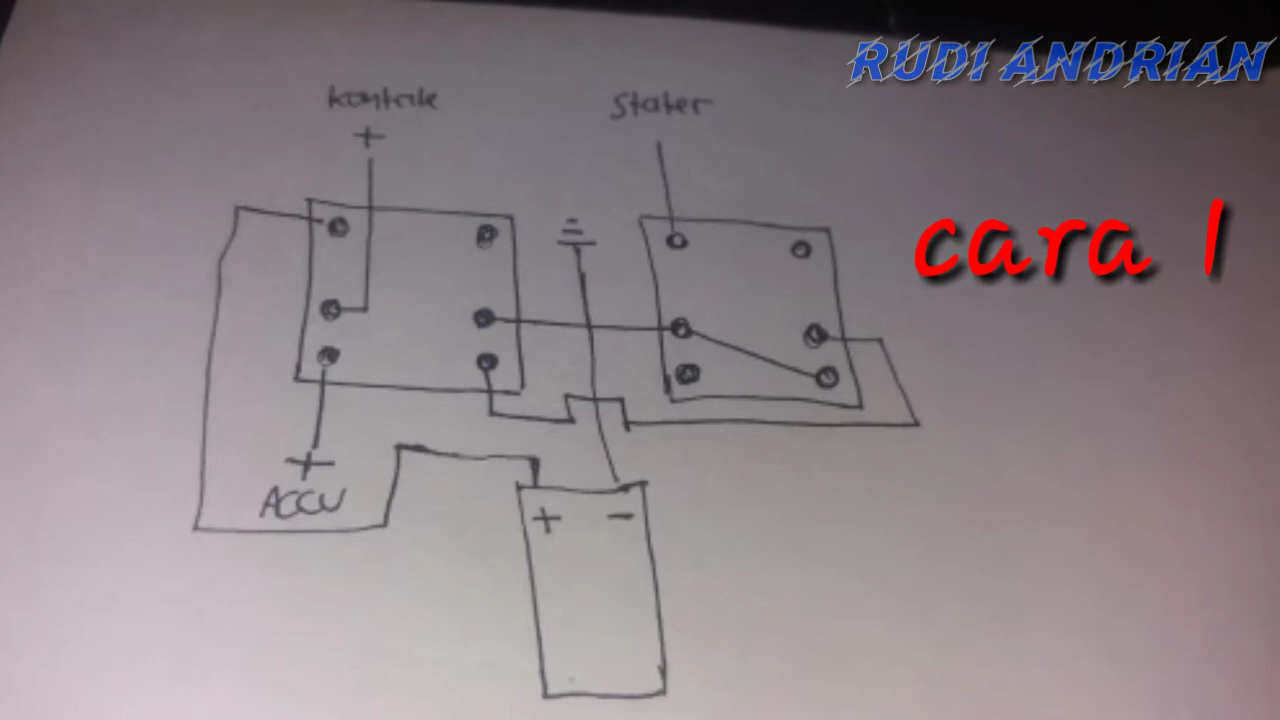 RUDI ANDRIAN
kontak Stater
+
cara 1
+
ACCU
+ -